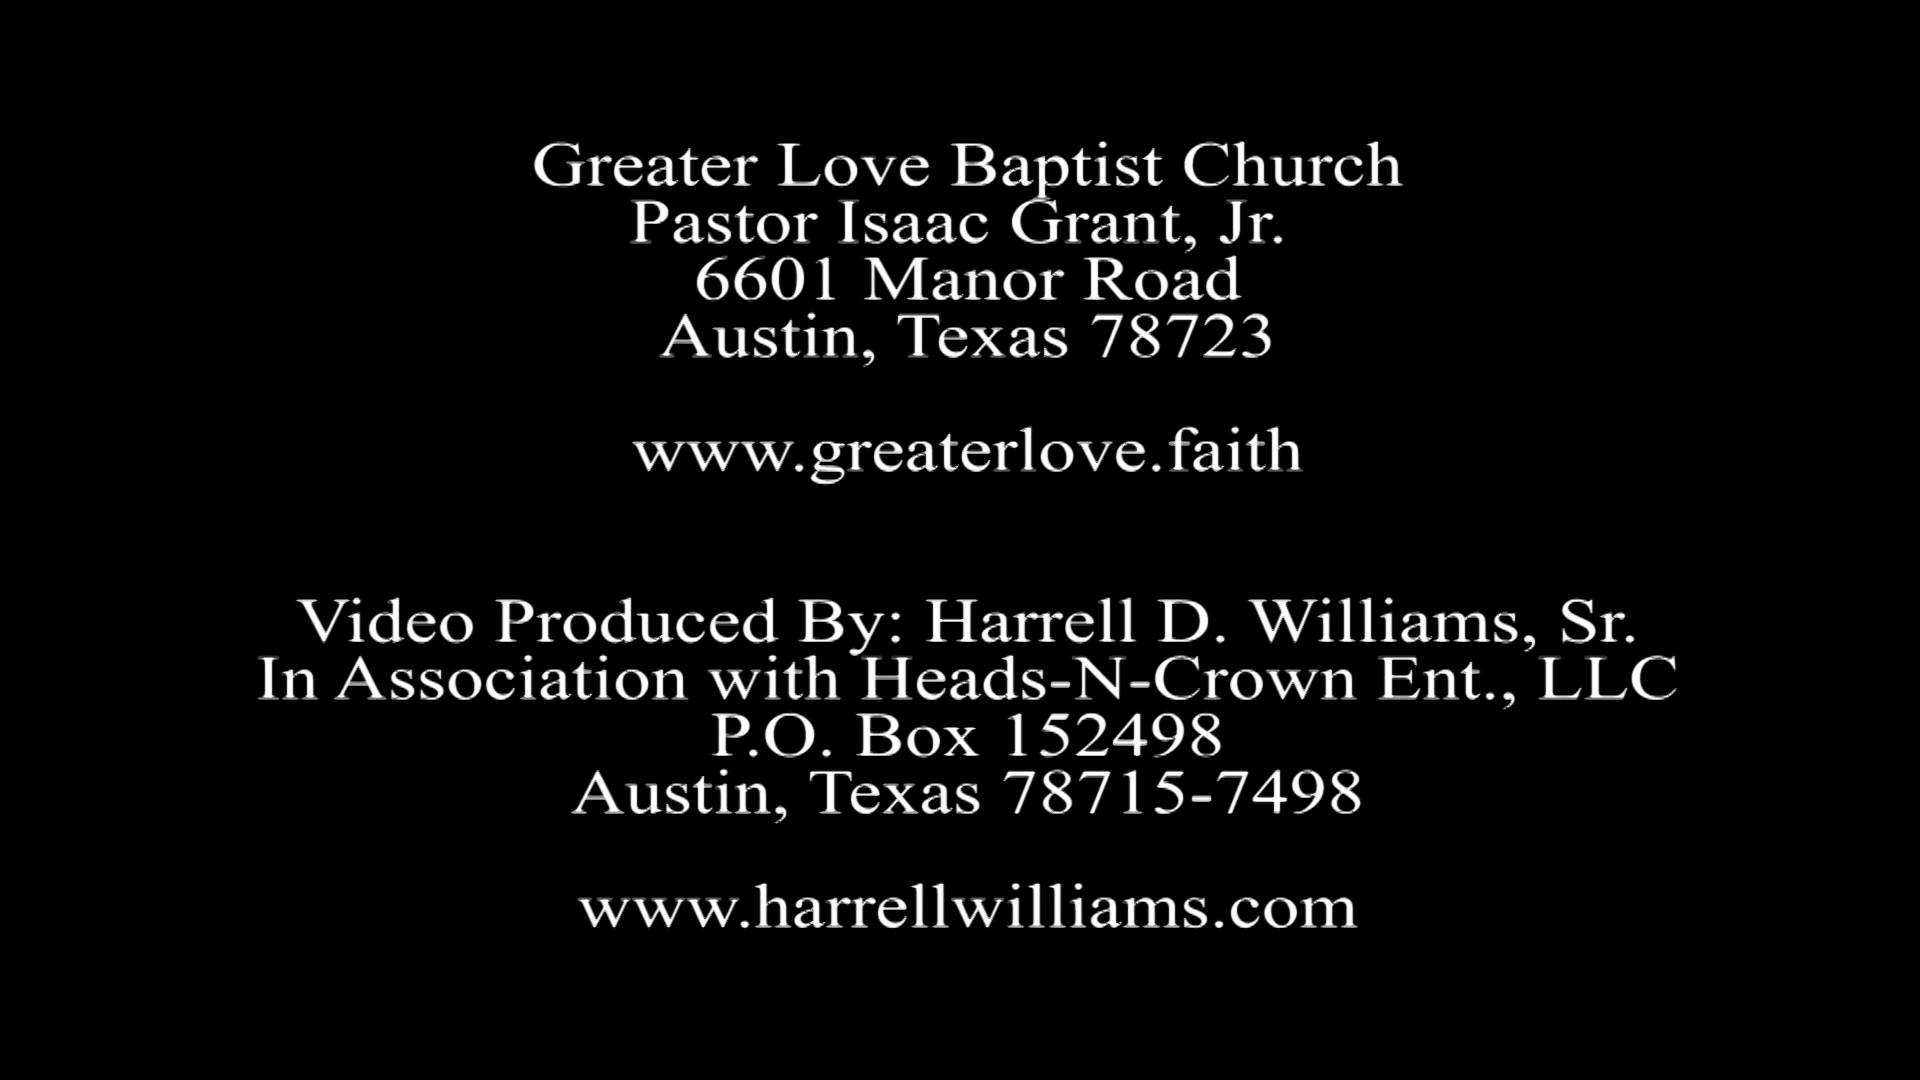 Greater Love Baptist Church
Pastor Isaac Grant, Jr.
6601 Manor Road
Austin, Texas 78723
www.greaterlove.faith
Video Produced By: Harrell D. Williams, Sr.
In Association with Heads-N-Crown Ent., LLC
P.O. Box 152498
Austin, Texas 78715-7498
www.harrellwilliams.com